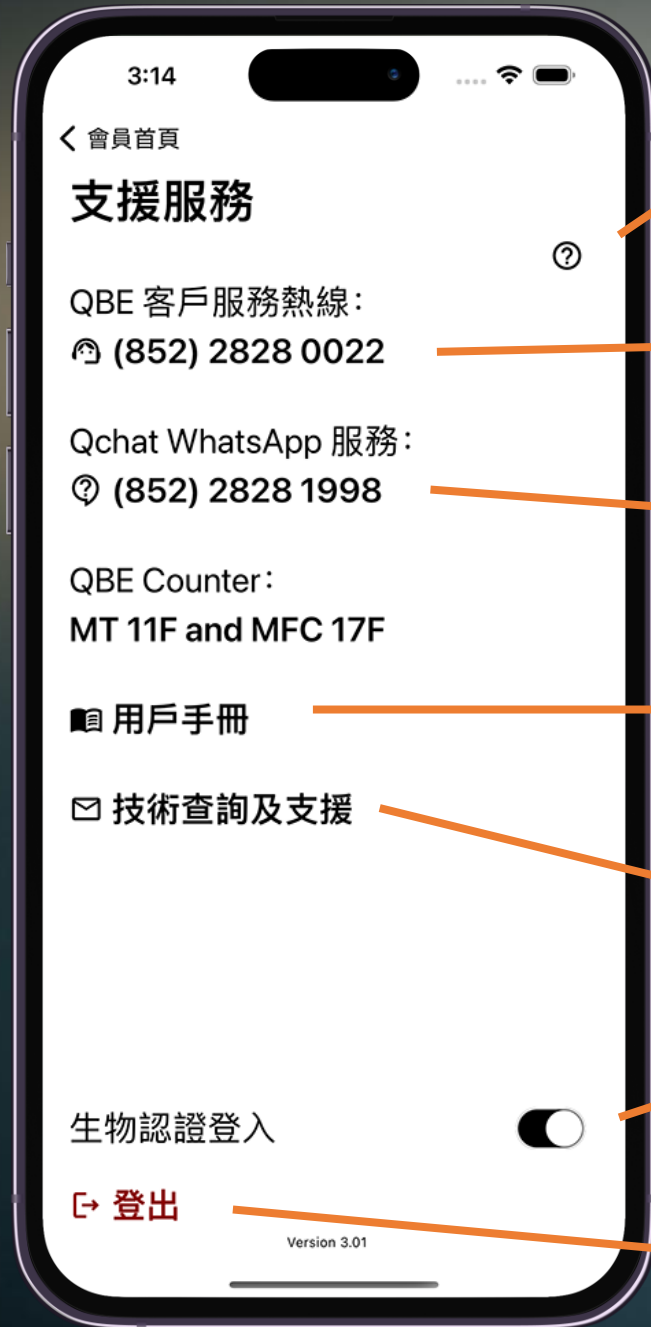 3:14
會員首頁
支援服務
QBE 客戶服務熱線：
(852) 2828 0022
Qchat WhatsApp 服務：
(852) 2828 1998
QBE Counter：
MT 11F and MFC 17F
用戶手冊
技術查詢及支援
生物認證登入
登出
Version 3.01